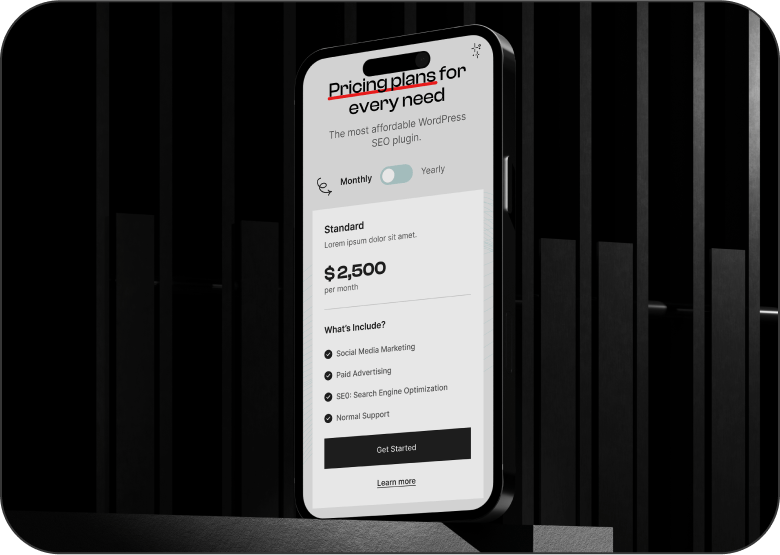 Pricing plans for
every need
The most affordable WordPress
SEO plugin.
Monthly
Yearly
Standard
Lorem ipsum dolor sit amet.
$2,500
per month
What's Include?
Social Media Marketing
Paid Advertising
SEO: Search Engine Optimization
Normal Support
Get Started
Learn more